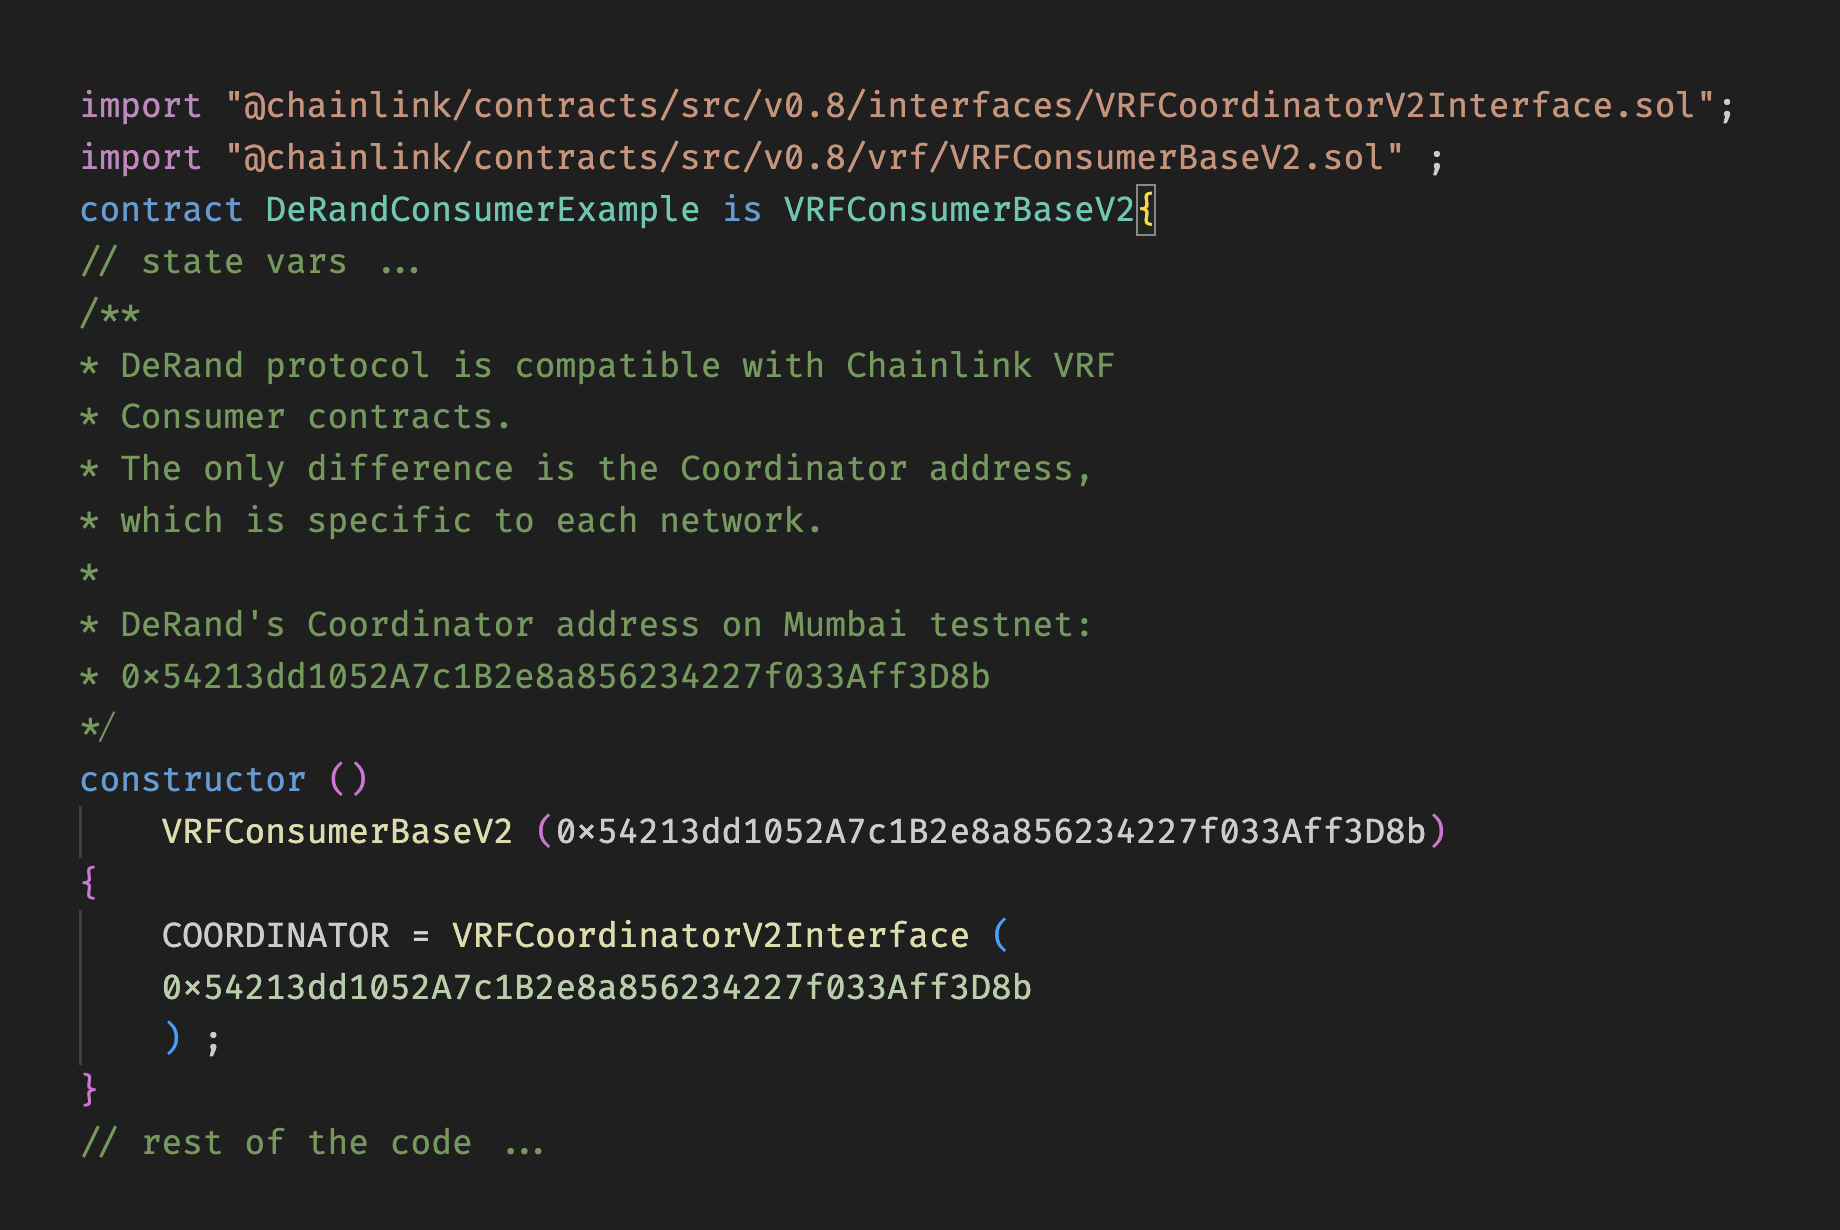 import "@chainlink/contracts/src/v0.8/interfaces/VRFCoordinatorV2Interface.sol";
import "@chainlink/contracts/src/v0.8/vrf/VRFConsumerBaseV2.sol" ;
contract DeRandConsumerExample is VRFConsumerBaseV2{
// state vars ...
/**
* DeRand protocol is compatible with Chainlink VRF
* Consumer contracts.
* The only difference is the Coordinator address,
* which is specific to each network.
*
* DeRand's Coordinator address on Mumbai testnet:
* 0x54213dd1052A7c1B2e8a856234227f033Aff3D8b
*/
constructor ()
    VRFConsumerBaseV2 (0x54213dd1052A7c1B2e8a856234227f033Aff3D8b)
{
    COORDINATOR = VRFCoordinatorV2Interface (
    0x54213dd1052A7c1B2e8a856234227f033Aff3D8b
    ) ;
}
// rest of the code ...